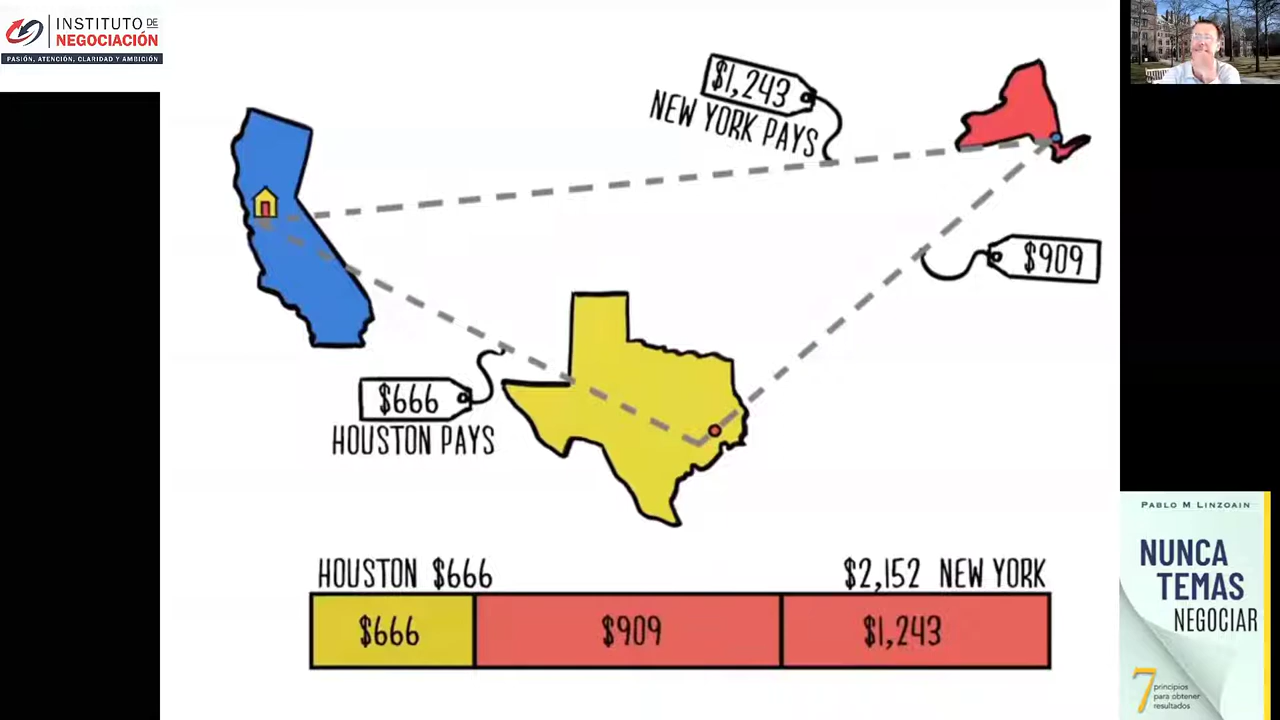 INSTITUTO DE
NEGOCIACIÓN
PASIÓN, ATENCIÓN, CLARIDAD Y AMBICIÓN
$1,243
NEW YORK PAYS
$909
$666
HOUSTON PAYS
HOUSTON $666
$2,152 NEW YORK
$666
$909
$1,243
PABLO M LINZOAIN
NUNCA
TEMAS
NEGOCIAR
7 principios
para obtener
resultados